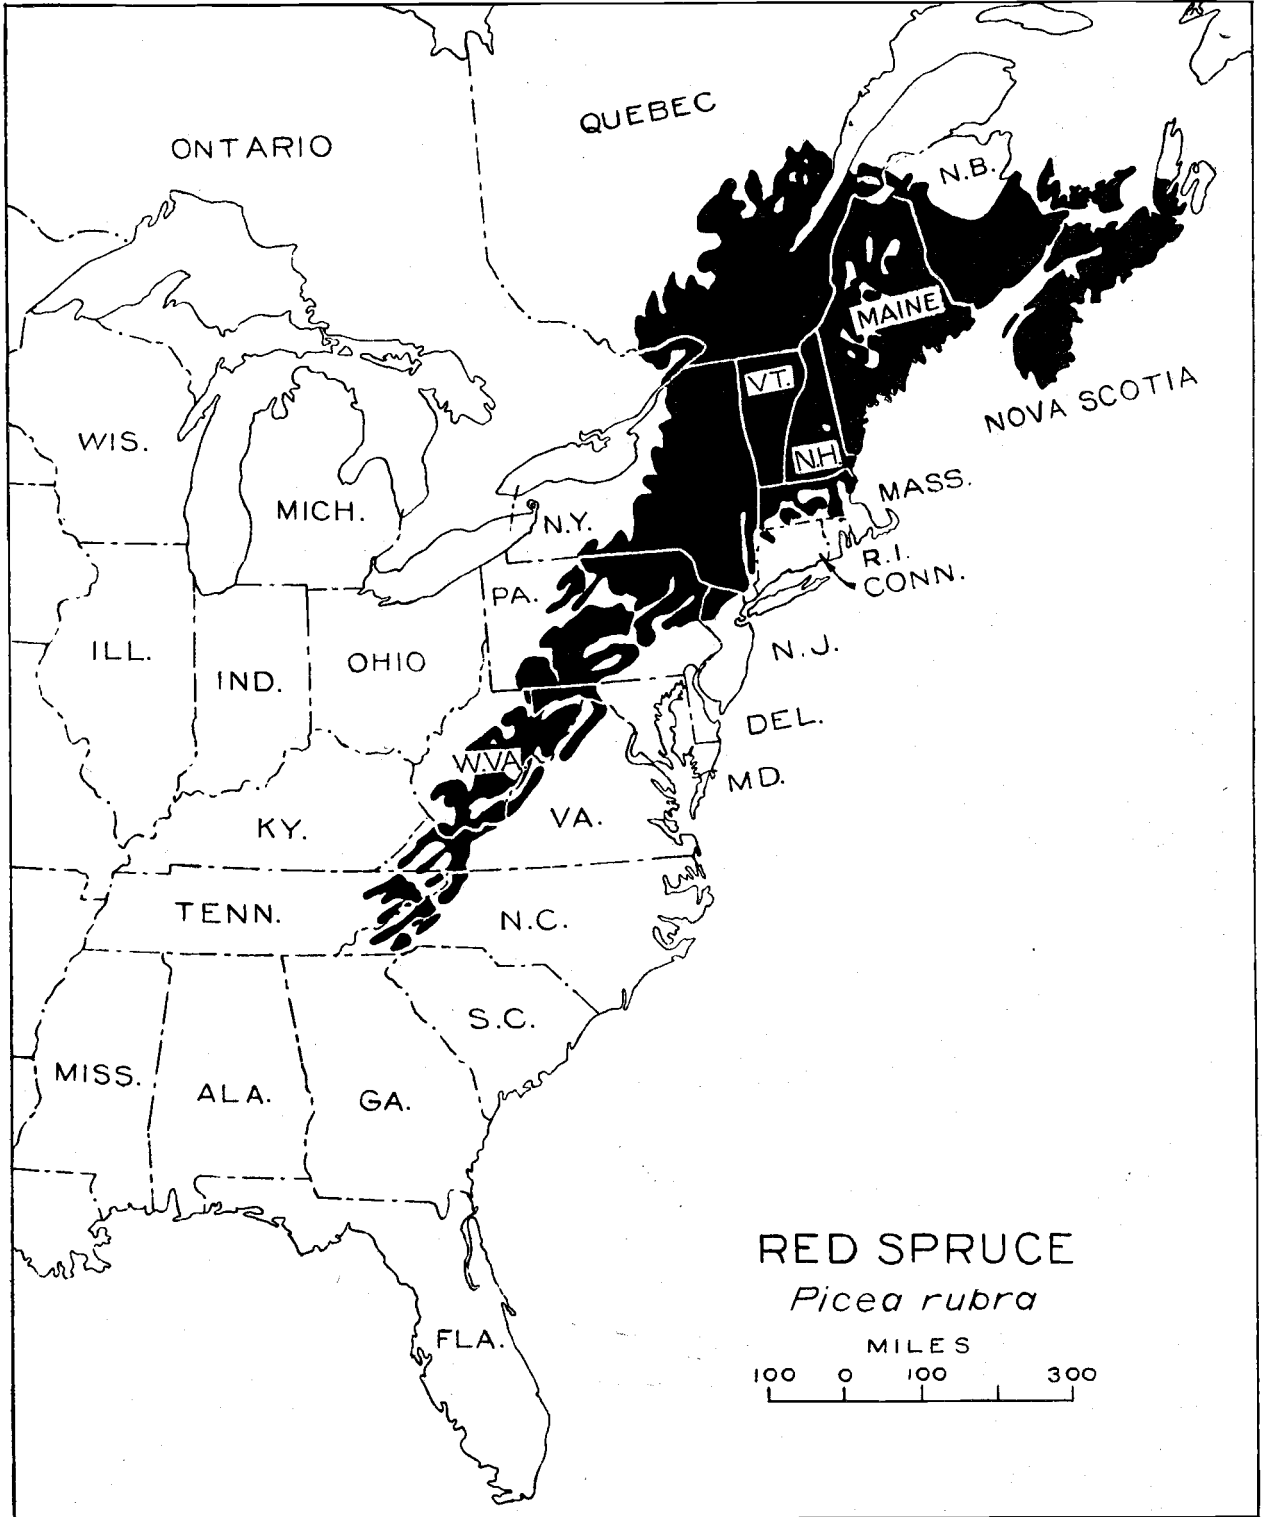 QUEBEC
ONTARIO
N.B.
MAINE
VT.
NOVA SCOTIA
WIS.
N.H.
MASS.
MICH.
N.Y.
R.I.
CONN.
PA.
ILL.
OHIO
N.J.
IND.
DEL.
W.VA.
MD.
VA.
KY.
TENN.
N.C.
S.C.
MISS.
ALA.
GA.
RED SPRUCE
Picea rubra
FLA.
MILES
100 0 100 300